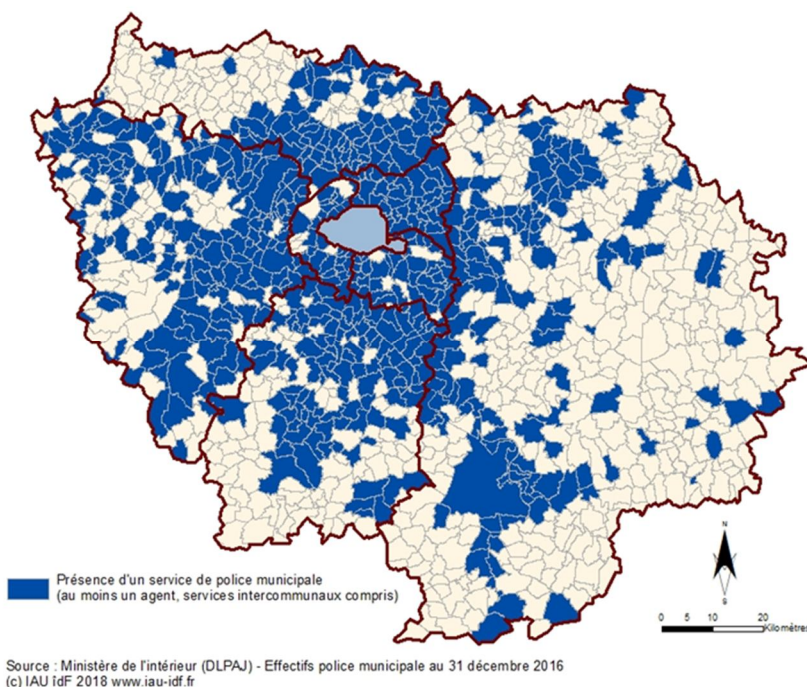 N
S
Présence d'un service de police municipale
(au moins un agent, services intercommunaux compris)
0 5 10 20
Kilomètres
Source : Ministère de l'intérieur (DLPAJ) - Effectifs police municipale au 31 décembre 2016
(c) IAU îdF 2018 www.iau-idf.fr